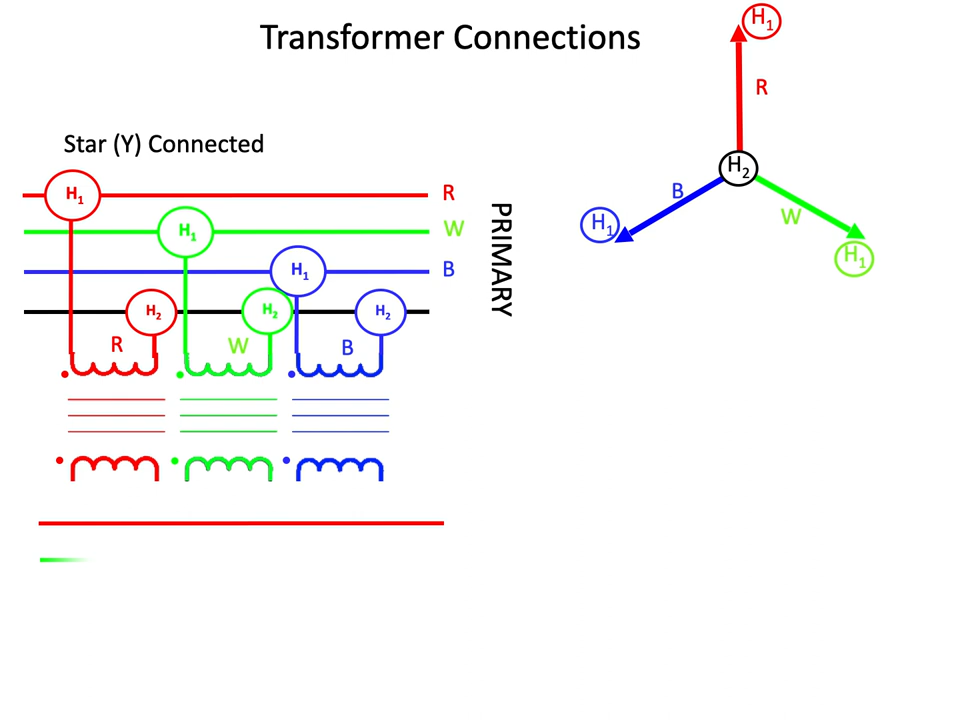 Transformer Connections
Star (Y) Connected
H₁
R
H₁
W
H₁
B
H₂
H₂
H₂
R
W
B
PRIMARY
H₁
R
H₂
B
H₁
W
H₁